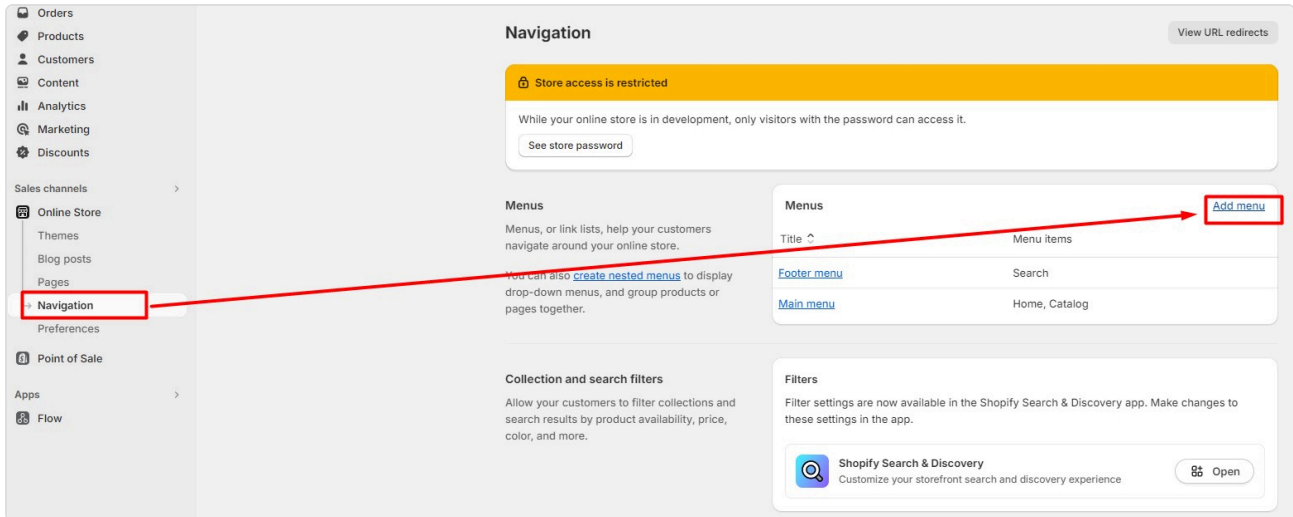 Orders
Products
Customers
Content
Analytics
Marketing
Discounts
Sales channels
Online Store
Themes
Blog posts
Pages
Navigation
Preferences
Point of Sale
Apps
Flow
Navigation
View URL redirects
Store access is restricted
While your online store is in development, only visitors with the password can access it.
See store password
Menus
Menus, or link lists, help your customers
navigate around your online store.
You can also create nested menus to display
drop-down menus, and group products or
pages together.
Menus
Add menu
Title
Menu items
Footer menu
Search
Main menu
Home, Catalog
Collection and search filters
Allow your customers to filter collections and
search results by product availability, price,
color, and more.
Filters
Filter settings are now available in the Shopify Search & Discovery app. Make changes to
these settings in the app.
Shopify Search & Discovery
Customize your storefront search and discovery experience
Open